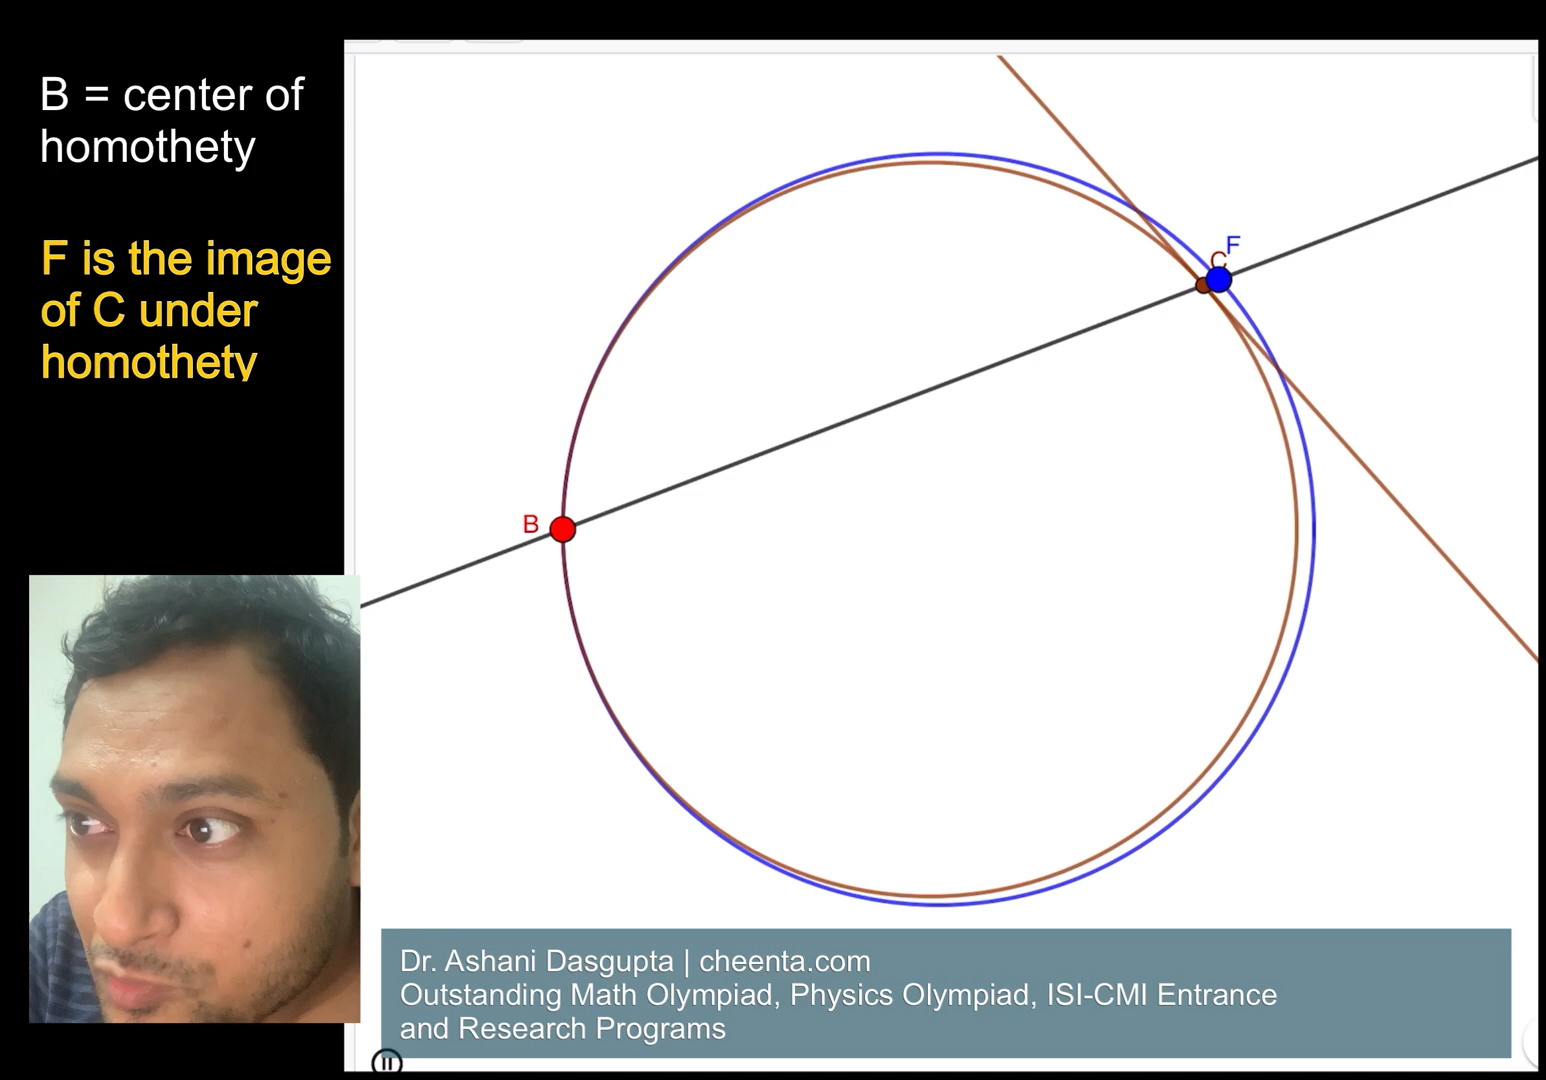 B = center of
homothety
F is the image
of C under
homothety
F
C
B
Dr. Ashani Dasgupta | cheenta.com
Outstanding Math Olympiad, Physics Olympiad, ISI-CMI Entrance
and Research Programs